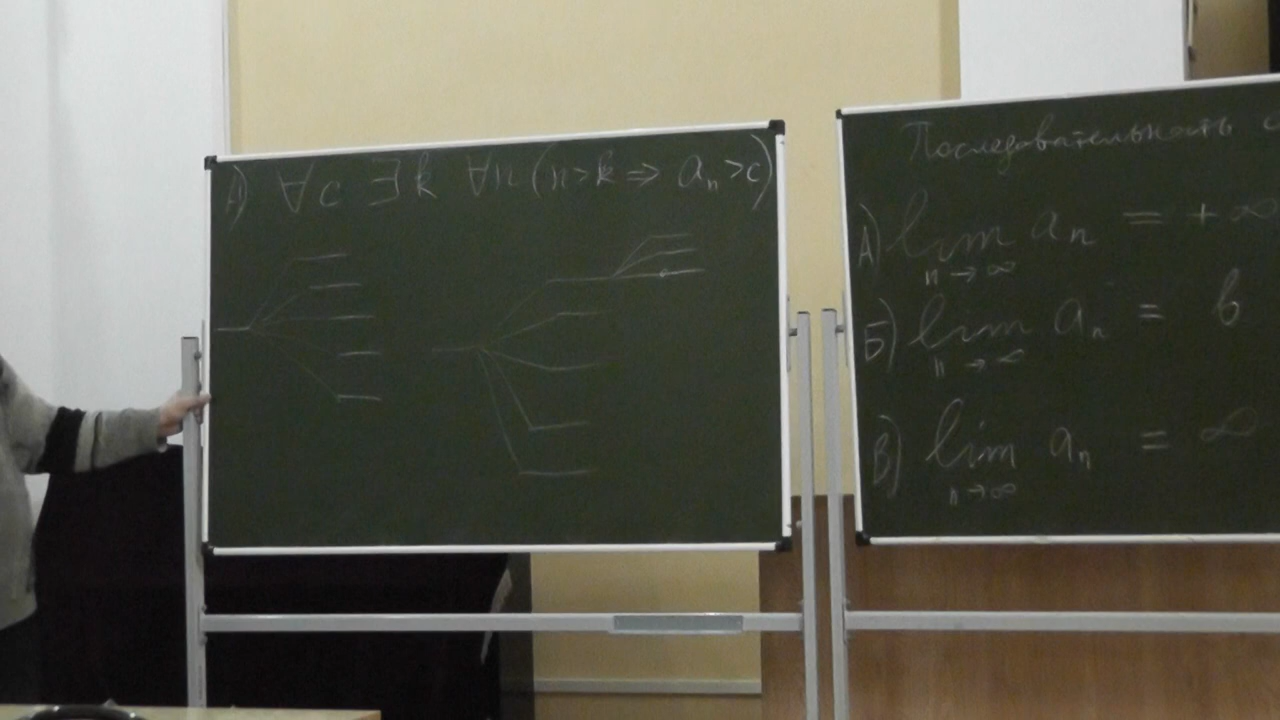 А) ∀c ∃k ∀n (n>k ⇒ aₙ>c)
Последовательность
А) lim aₙ = +∞
n→∞
Б) lim aₙ = b
n→∞
В) lim aₙ = ∞
n→∞